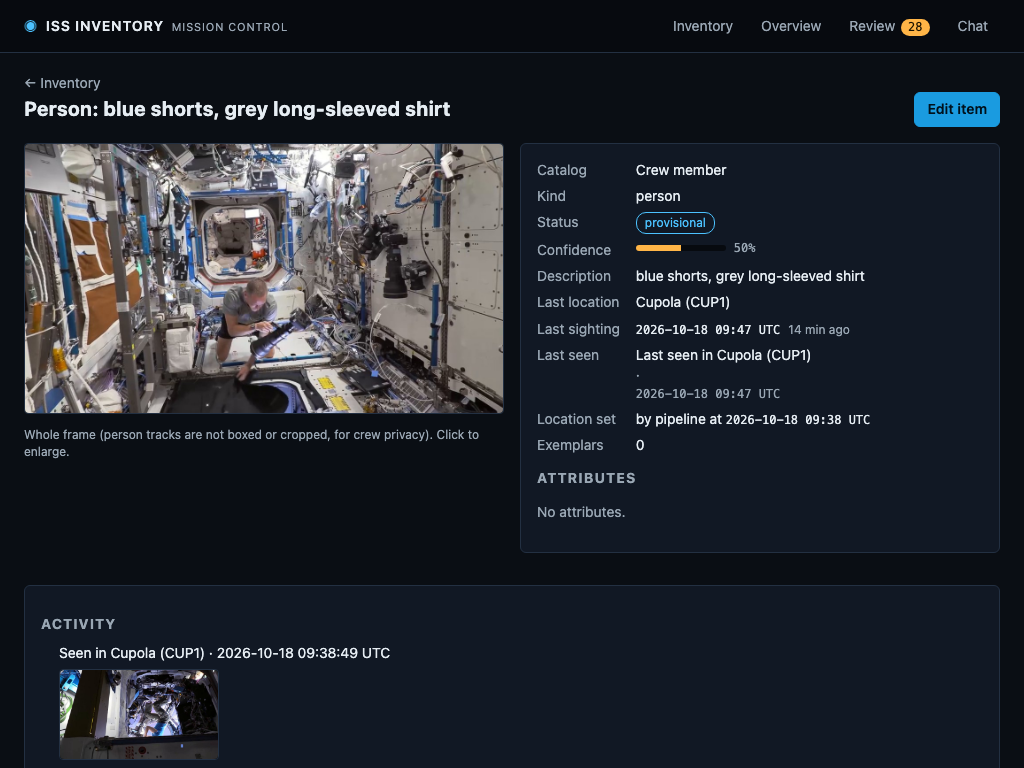 ISS INVENTORY MISSION CONTROL
Inventory
Overview
Review 28
Chat
← Inventory
Person: blue shorts, grey long-sleeved shirt
Edit item
Whole frame (person tracks are not boxed or cropped, for crew privacy). Click to
enlarge.
Catalog Crew member
Kind person
Status provisional
Confidence 50%
Description blue shorts, grey long-sleeved shirt
Last location Cupola (CUP1)
Last sighting 2026-10-18 09:47 UTC 14 min ago
Last seen Last seen in Cupola (CUP1)
·
2026-10-18 09:47 UTC
Location set by pipeline at 2026-10-18 09:38 UTC
Exemplars 0
ATTRIBUTES
No attributes.
ACTIVITY
Seen in Cupola (CUP1) · 2026-10-18 09:38:49 UTC